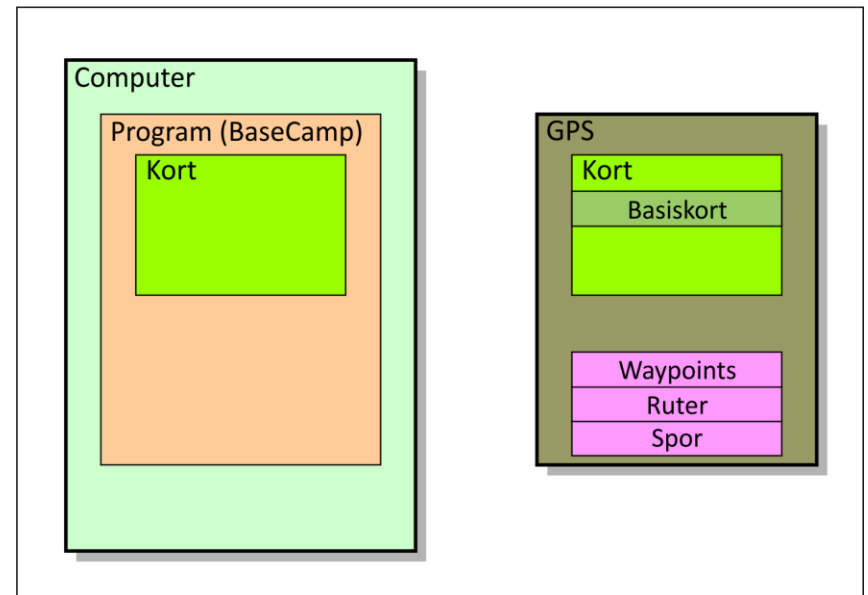 Computer
Program (BaseCamp)
Kort
GPS
Kort
Basiskort
Waypoints
Ruter
Spor